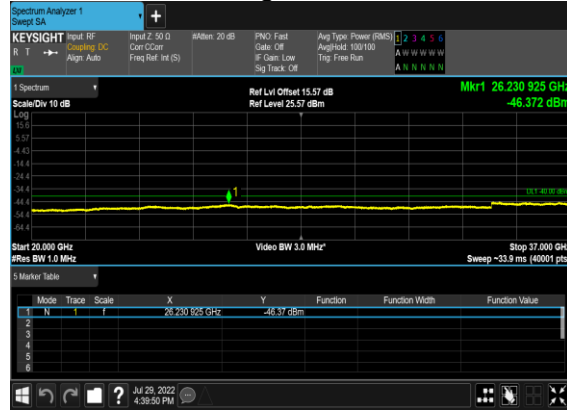 Spectrum Analyzer 1
Swept SA
+
KEYSIGHT Input: RF Input Z: 50 Ω #Atten: 20 dB PNO: Fast Avg Type: Power (RMS) 1 2 3 4 5 6
R T Coupling: DC Corr CCorr Gate: Off Avg|Hold: 100/100 A W W W W W
Align: Auto Freq Ref: Int (S) IF Gain: Low Trig: Free Run
Sig Track: Off A N N N N N
1 Spectrum
Ref Lvl Offset 15.57 dB Mkr1 26.230 925 GHz
Scale/Div 10 dB Ref Level 25.57 dBm -46.372 dBm
Log
15.6
5.57
-4.43
-14.4
-24.4
-34.4 1 DL1 -40.00 dBm
-44.4
-54.4
-64.4
Start 20.000 GHz Video BW 3.0 MHz* Stop 37.000 GHz
#Res BW 1.0 MHz Sweep ~33.9 ms (40001 pts
5 Marker Table
Mode Trace Scale X Y Function Function Width Function Value
1 N 1 f 26.230 925 GHz -46.37 dBm
2
3
4
5
6
? Jul 29, 2022
4:39:50 PM